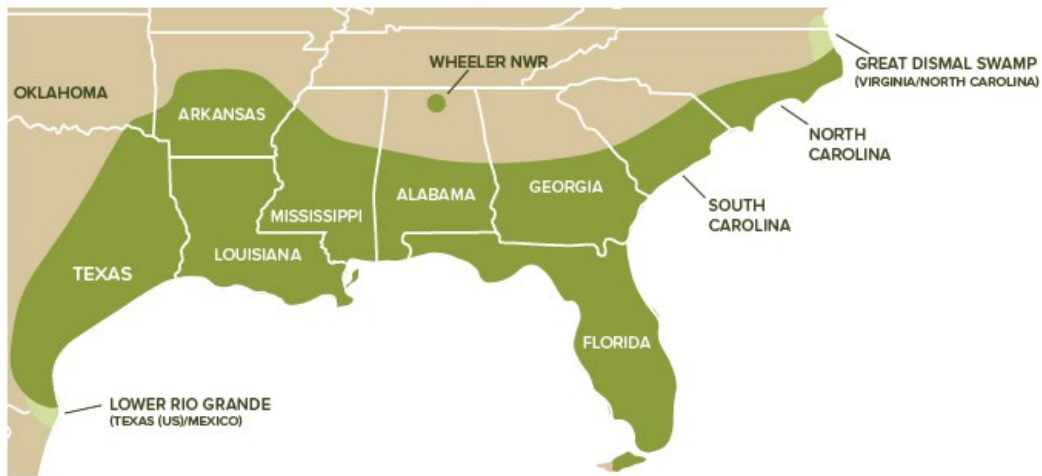 WHEELER NWR
GREAT DISMAL SWAMP
(VIRGINIA/NORTH CAROLINA)
OKLAHOMA
ARKANSAS
NORTH
CAROLINA
GEORGIA
ALABAMA
SOUTH
CAROLINA
MISSISSIPPI
LOUISIANA
TEXAS
FLORIDA
LOWER RIO GRANDE
(TEXAS (US)/MEXICO)